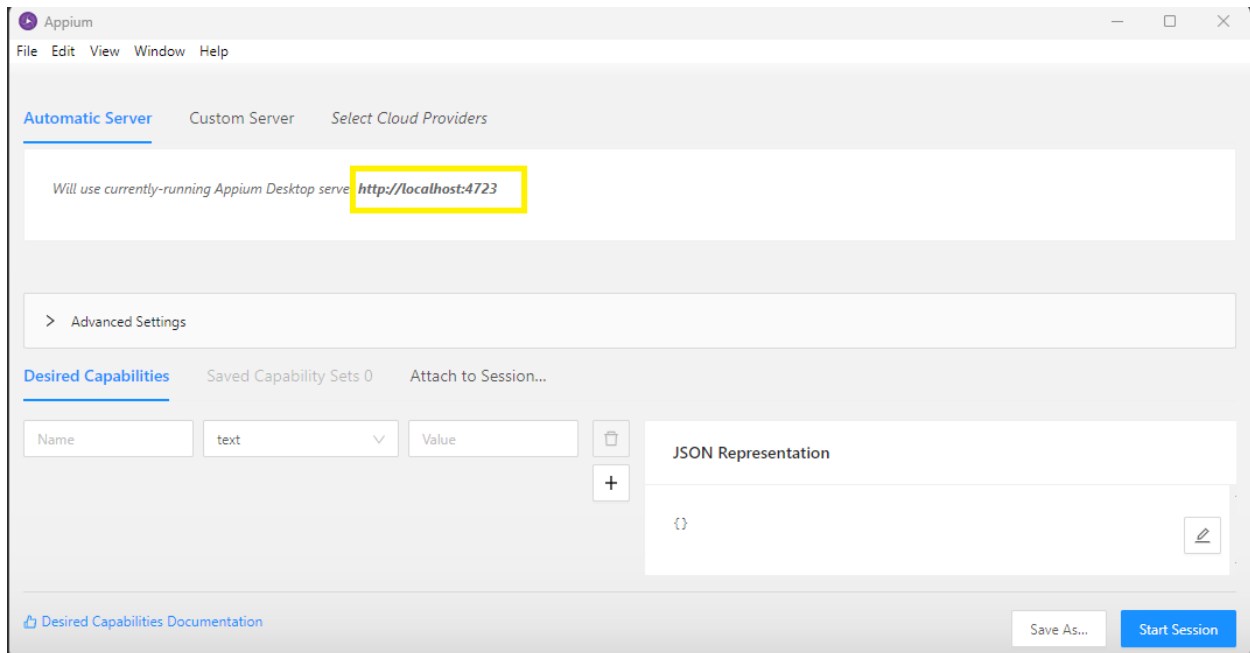 Appium
File Edit View Window Help
Automatic Server Custom Server Select Cloud Providers
Will use currently-running Appium Desktop serve http://localhost:4723
Advanced Settings
Desired Capabilities Saved Capability Sets 0 Attach to Session...
Name text Value
JSON Representation
{}
Desired Capabilities Documentation
Save As... Start Session